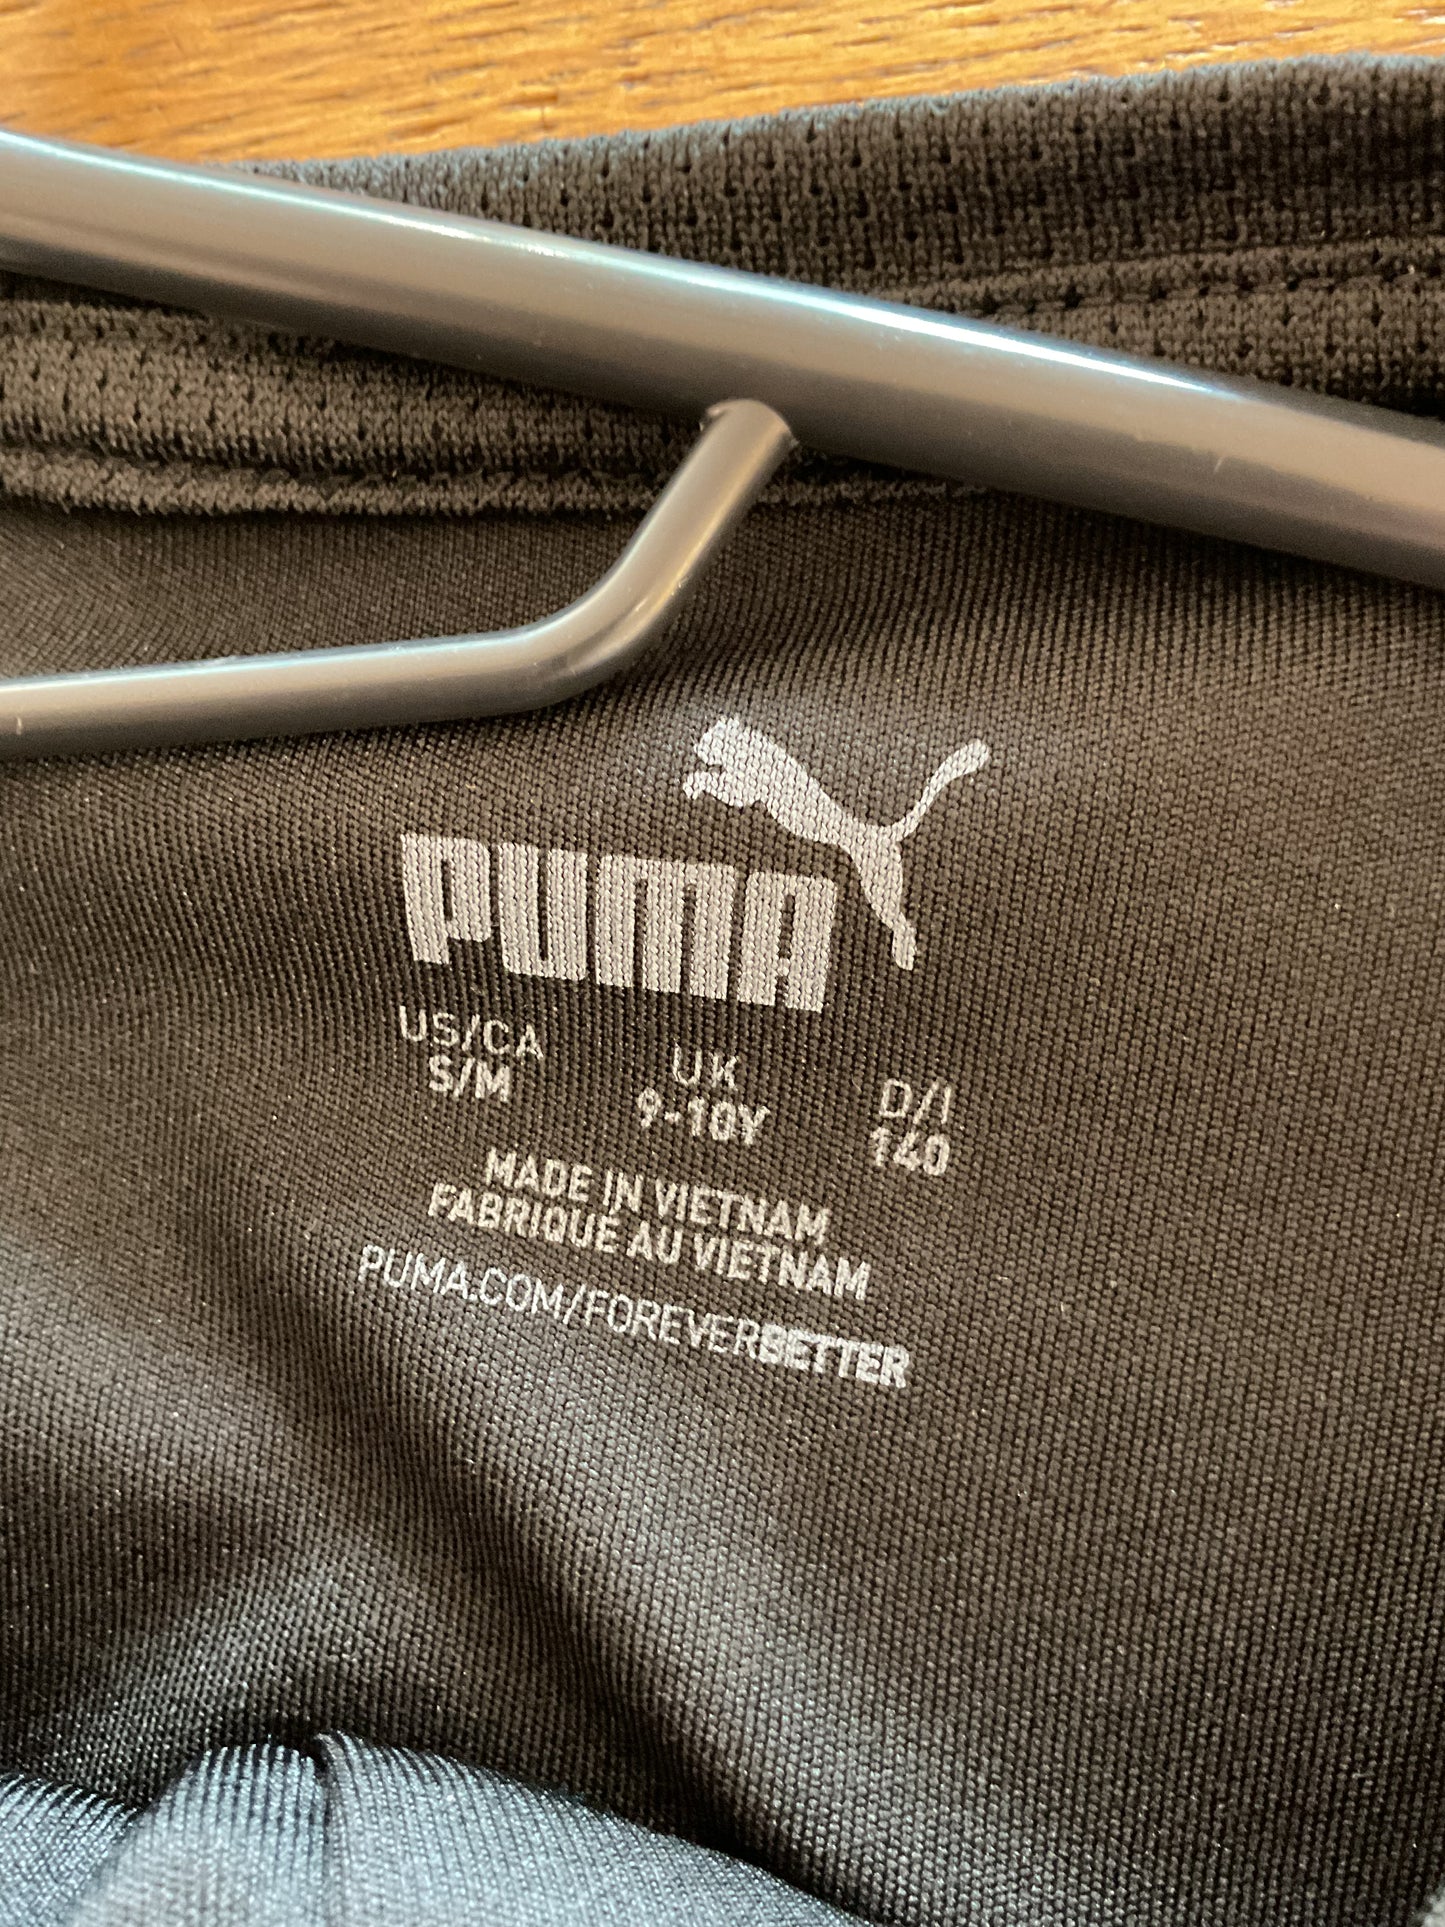 PUMA
US/CA UK D/I
S/M 9-10Y 140
MADE IN VIETNAM
FABRIQUÉ AU VIETNAM
PUMA.COM/FOREVERBETTER